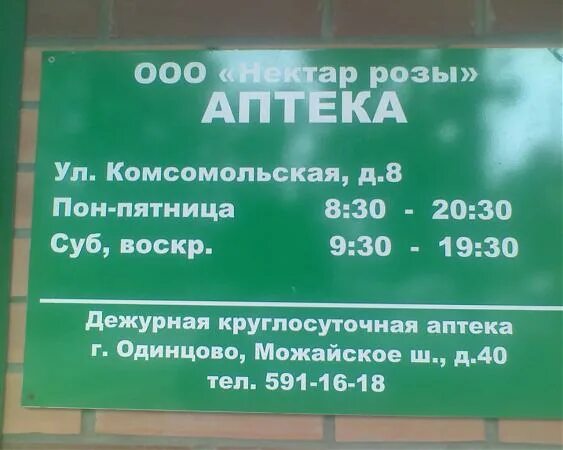 ООО «Нектар розы»
АПТЕКА
Ул. Комсомольская, д.8
Пон-пятница 8:30 - 20:30
Суб, воскр. 9:30 - 19:30
Дежурная круглосуточная аптека
г. Одинцово, Можайское ш., д.40
тел. 591-16-18